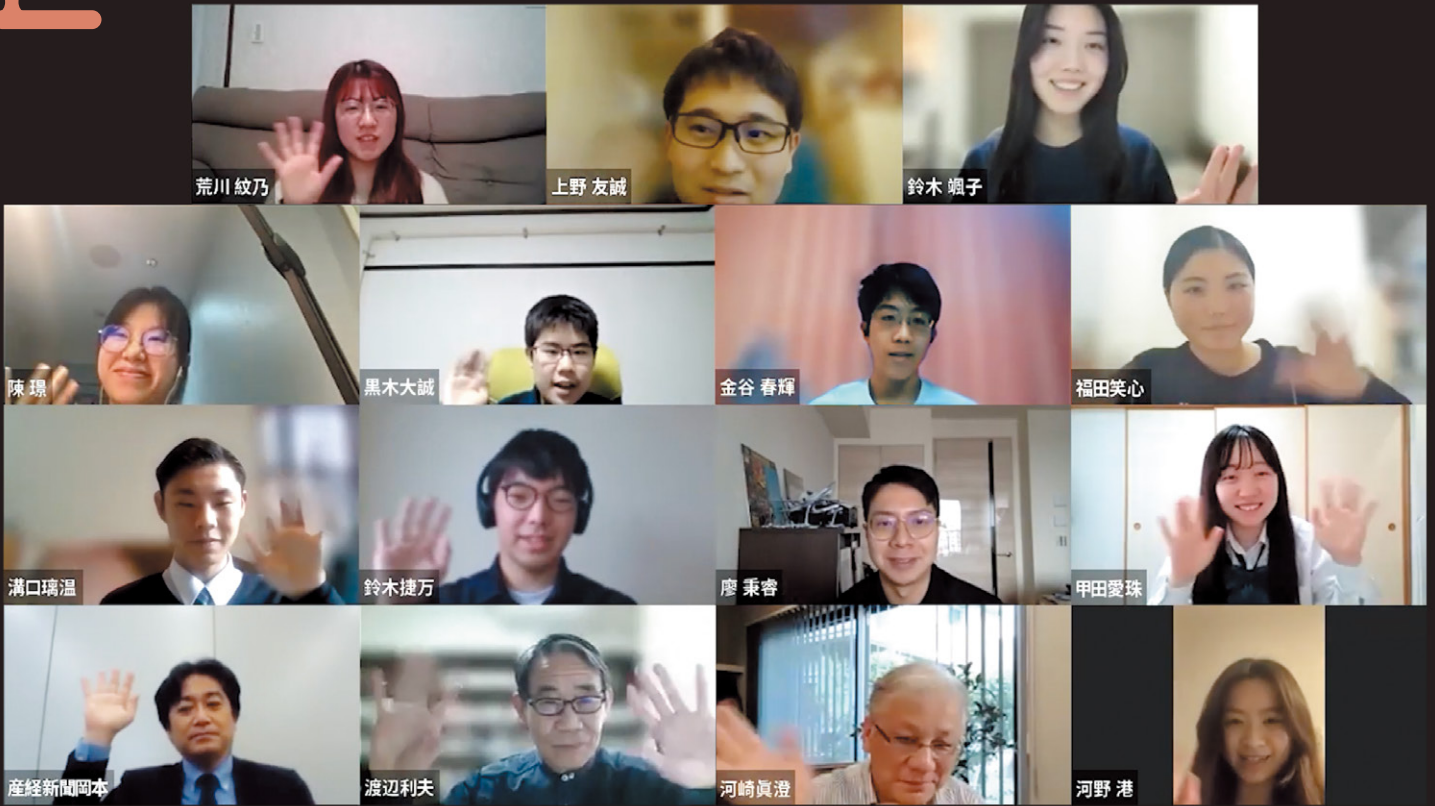 荒川 紋乃
上野 友誠
鈴木 颯子
陳 璟
黒木大誠
金谷 春輝
福田笑心
溝口璃温
鈴木捷万
廖 秉睿
甲田愛珠
産経新聞岡本
渡辺利夫
河崎眞澄
河野 港